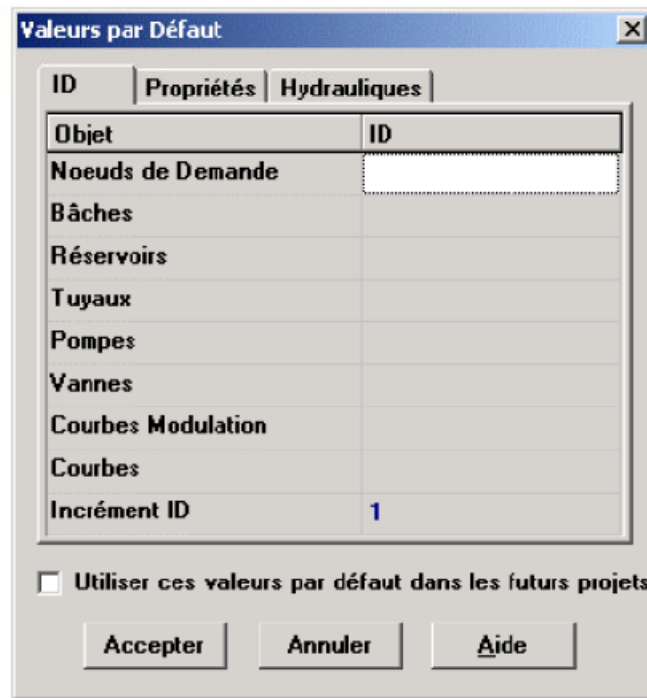 Valeurs par Défaut
ID Propriétés Hydrauliques
Objet ID
Noeuds de Demande
Bâches
Réservoirs
Tuyaux
Pompes
Vannes
Courbes Modulation
Courbes
Incrément ID 1
Utiliser ces valeurs par défaut dans les futurs projets
Accepter Annuler Aide